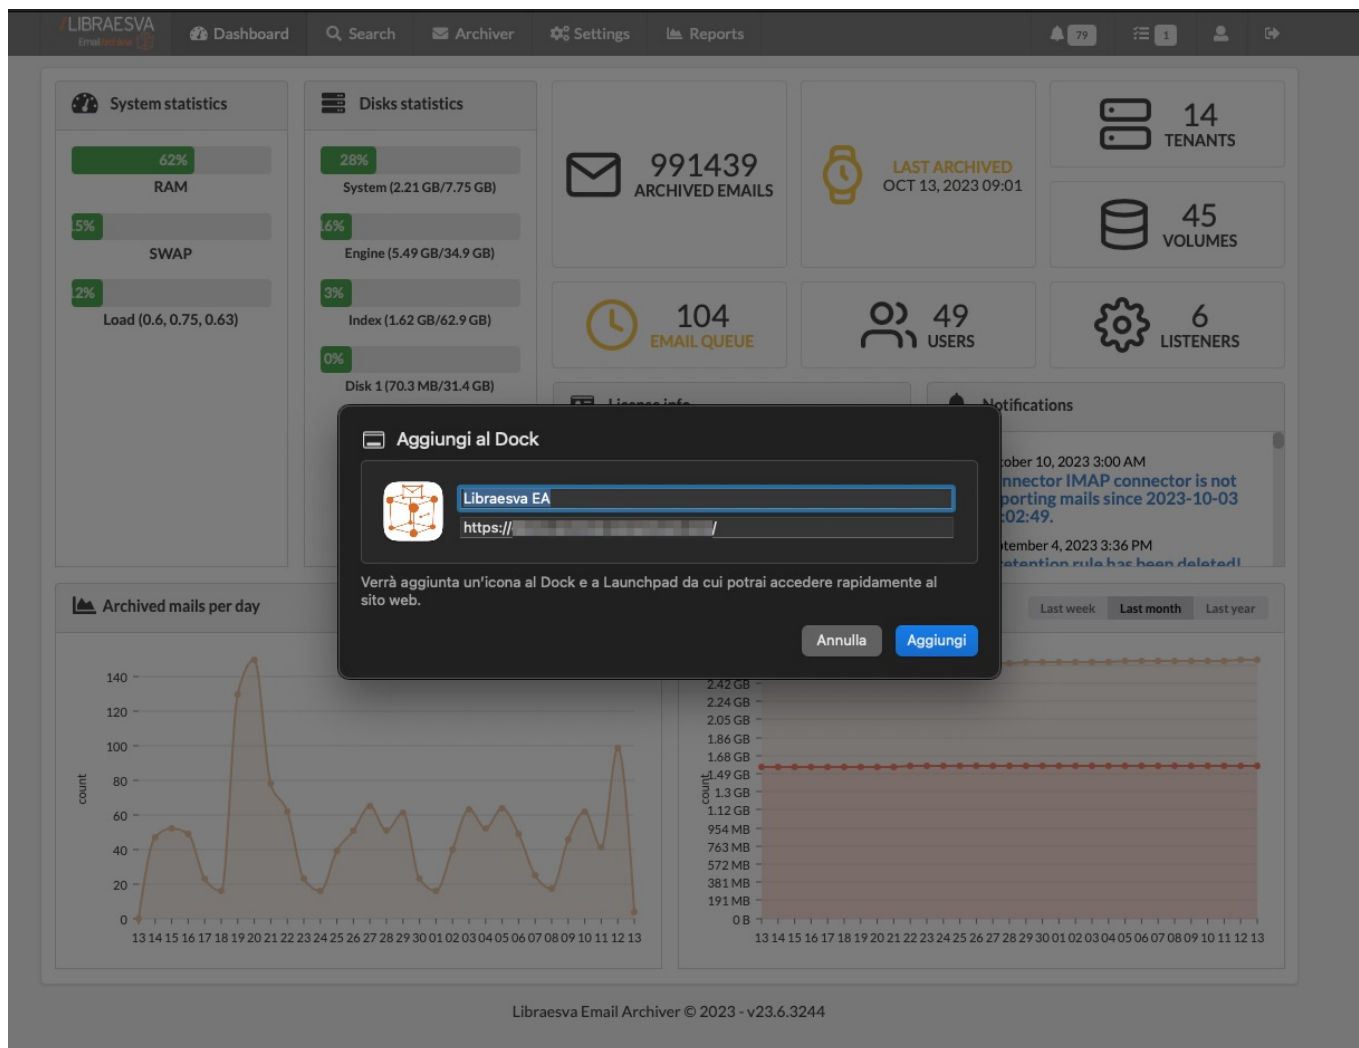 /LIBRAESVA
Dashboard
Search
Archiver
Settings
Reports
79
1
System statistics
62%
RAM
SWAP
Load (0.6, 0.75, 0.63)
Disks statistics
28%
System (2.21 GB/7.75 GB)
Engine (5.49 GB/34.9 GB)
3%
Index (1.62 GB/62.9 GB)
0%
Disk 1 (70.3 MB/31.4 GB)
991439
ARCHIVED EMAILS
LAST ARCHIVED
OCT 13, 2023 09:01
14
TENANTS
45
VOLUMES
104
EMAIL QUEUE
49
USERS
6
LISTENERS
Notifications
10, 2023 3:00 AM
IMAP connector is not
mails since 2023-10-03
4, 2023 3:36 PM
rule has been deleted!
Aggiungi al Dock
Libraesva EA
https://
/
Verrà aggiunta un'icona al Dock e a Launchpad da cui potrai accedere rapidamente al
sito web.
Annulla
Aggiungi
Archived mails per day
140
120
100
80
60
40
20
0
count
13 14 15 16 17 18 19 20 21 22 23 24 25 26 27 28 29 30 01 02 03 04 05 06 07 08 09 10 11 12 13
Last week
Last month
Last year
2.42 GB
2.24 GB
2.05 GB
1.86 GB
1.68 GB
1.49 GB
1.3 GB
1.12 GB
954 MB
763 MB
572 MB
381 MB
191 MB
0 B
count
13 14 15 16 17 18 19 20 21 22 23 24 25 26 27 28 29 30 01 02 03 04 05 06 07 08 09 10 11 12 13
Libraesva Email Archiver © 2023 - v23.6.3244